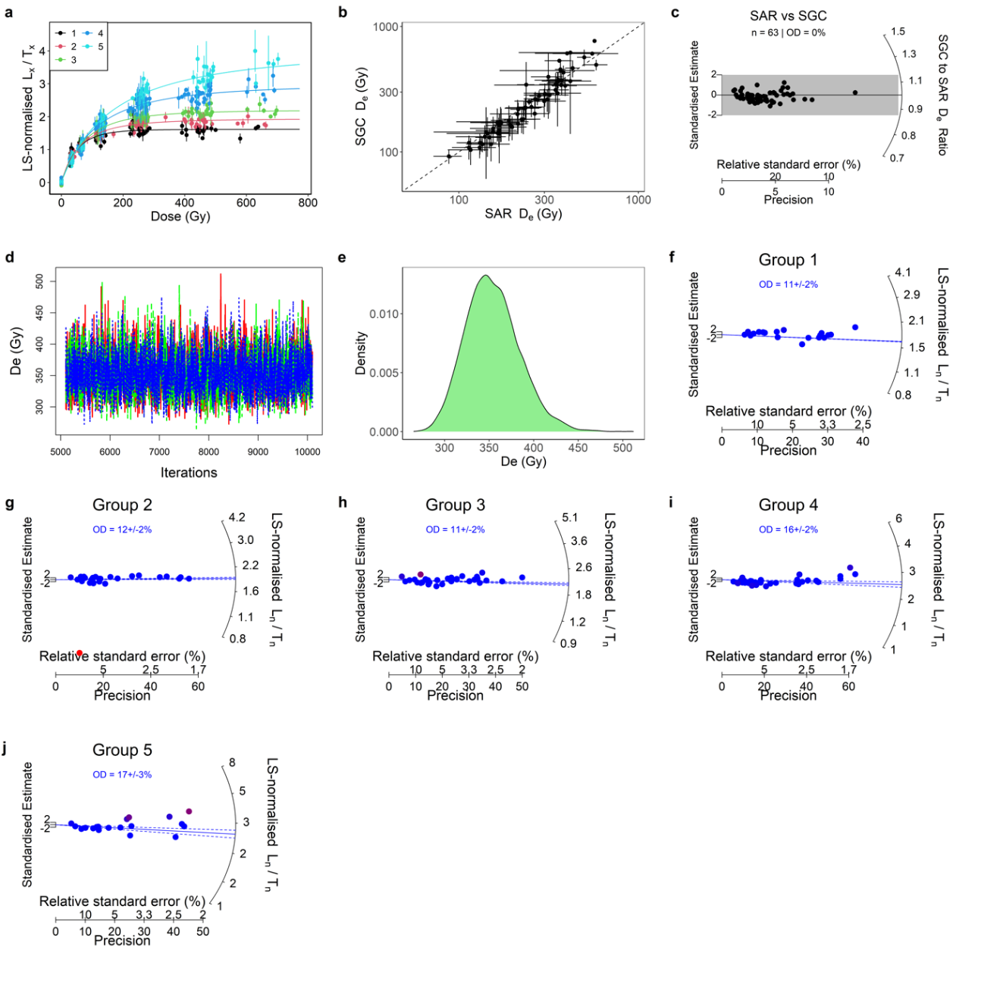 a
LS-normalised Lx / Tx
1 4
2 5
3
4
3
2
1
0
0 200 400 600 800
Dose (Gy)
b
SGC De (Gy)
1000
300
100
100 300 1000
SAR De (Gy)
c
SAR vs SGC
n = 63 | OD = 0%
Standardised Estimate
2
0
-2
1.5
1.3
1.1
0.9
0.8
0.7
SGC to SAR De Ratio
Relative standard error (%)
20 10
0 5 10
Precision
d
De (Gy)
500
450
400
350
300
5000 6000 7000 8000 9000 10000
Iterations
e
Density
0.010
0.005
0.000
300 350 400 450 500
De (Gy)
f
Group 1
OD = 11+/-2%
Standardised Estimate
2
-2
4.1
2.9
2.1
1.5
1.1
0.8
LS-normalised Ln / Tn
Relative standard error (%)
10 5 3.3 2.5
0 10 20 30 40
Precision
g
Group 2
OD = 12+/-2%
Standardised Estimate
2
-2
4.2
3.0
2.2
1.6
1.1
0.8
LS-normalised Ln / Tn
Relative standard error (%)
5 2.5 1.7
0 20 40 60
Precision
h
Group 3
OD = 11+/-2%
Standardised Estimate
2
-2
5.1
3.6
2.6
1.8
1.2
0.9
LS-normalised Ln / Tn
Relative standard error (%)
10 5 3.3 2.5 2
0 10 20 30 40 50
Precision
i
Group 4
OD = 16+/-2%
Standardised Estimate
2
-2
6
4
3
2
1
1
LS-normalised Ln / Tn
Relative standard error (%)
5 2.5 1.7
0 20 40 60
Precision
j
Group 5
OD = 17+/-3%
Standardised Estimate
2
-2
8
5
3
2
2
1
LS-normalised Ln / Tn
Relative standard error (%)
10 5 3.3 2.5 2
0 10 20 30 40 50
Precision